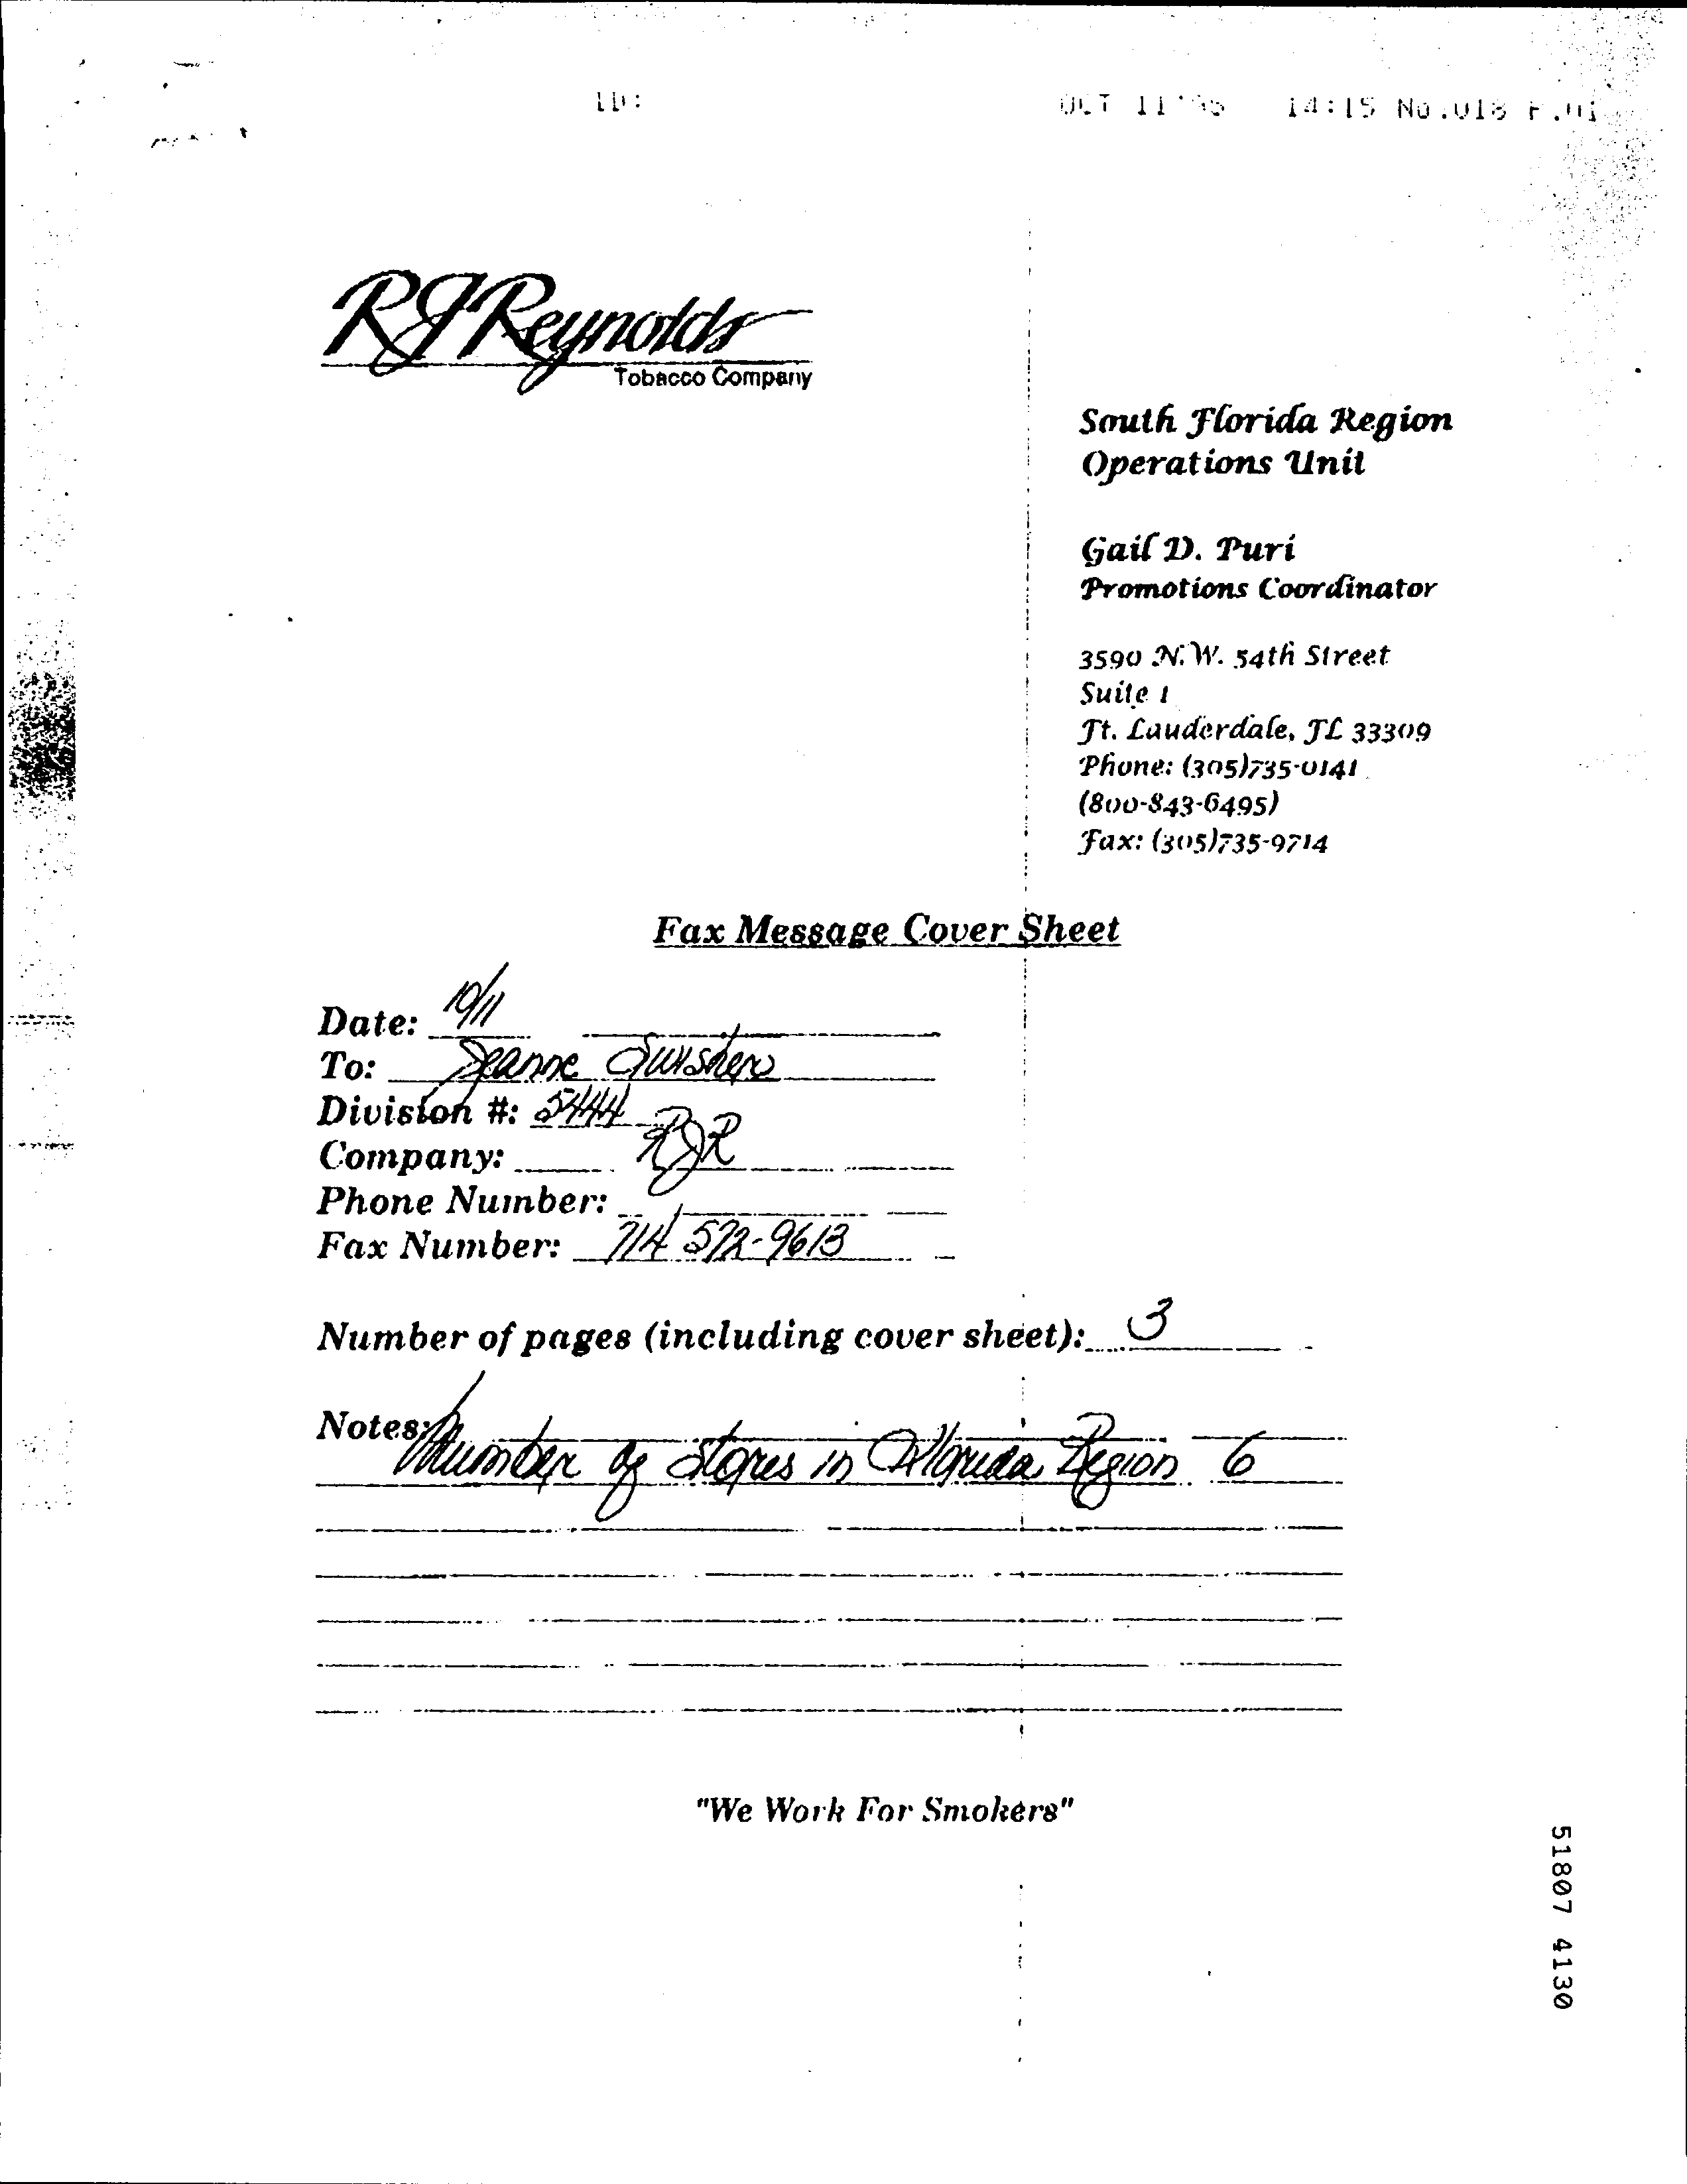 ID:
OCT 11'95 14:15 No.018 P.01
RJReynolds
Tobacco Company
South Florida Region
Operations Unit
Gail D. Puri
Promotions Coordinator
3590 N.W. 54th Street
Suite 1
Ft. Lauderdale, FL 33309
Phone: (305)735-0141
(800-843-6495)
Fax: (305)735-9714
Fax Message Cover Sheet
Date: 10/11
To: Jeanne Swisher
Division #: 5444
Company: RJR
Phone Number:
Fax Number: 714 572-9613
Number of pages (including cover sheet): 3
Notes:
Number of stores in Florida Region 6
"We Work For Smokers"
51807 4130